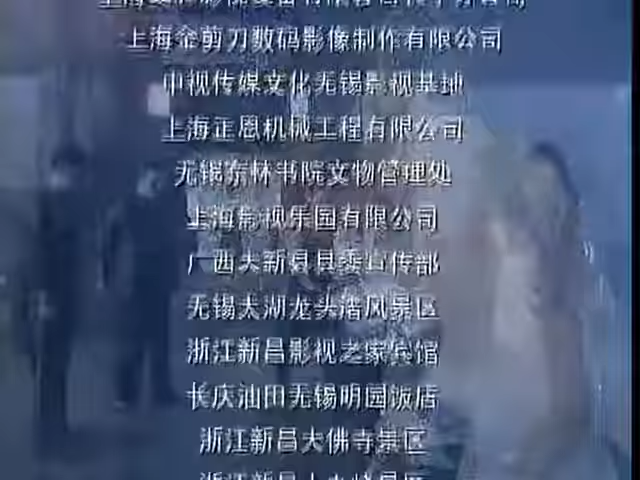 上海金剪刀数码影像制作有限公司
中视传媒文化无锡影视基地
上海正恩机械工程有限公司
无锡东林书院文物管理处
上海影视乐园有限公司
广西大新县县委宣传部
无锡太湖龙头渚风景区
浙江新昌影视之家宾馆
长庆油田无锡明园饭店
浙江新昌大佛寺景区